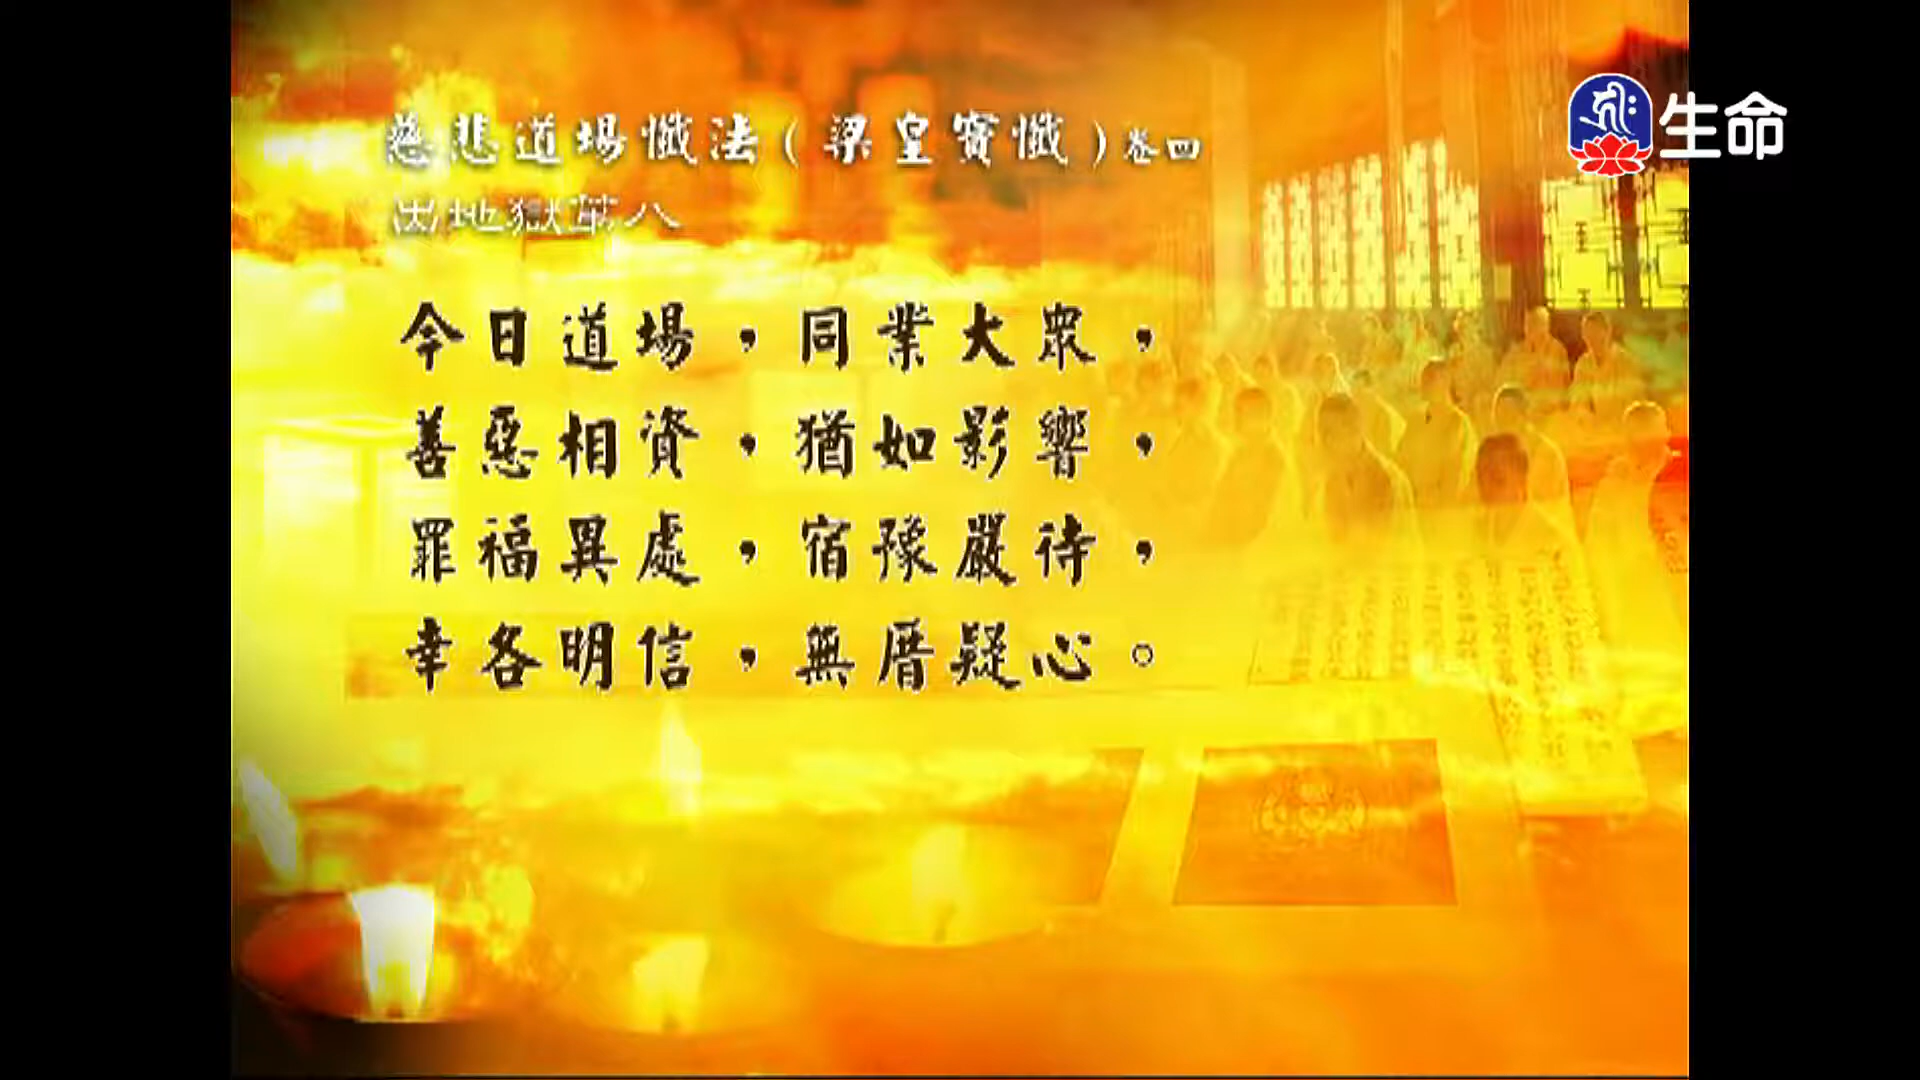 慈悲道場懺法(梁皇寶懺)卷四
生命
出地獄第八
今日道場，同業大眾，
善惡相資，猶如影響，
罪福異處，宿豫嚴待，
幸各明信，無厝疑心。